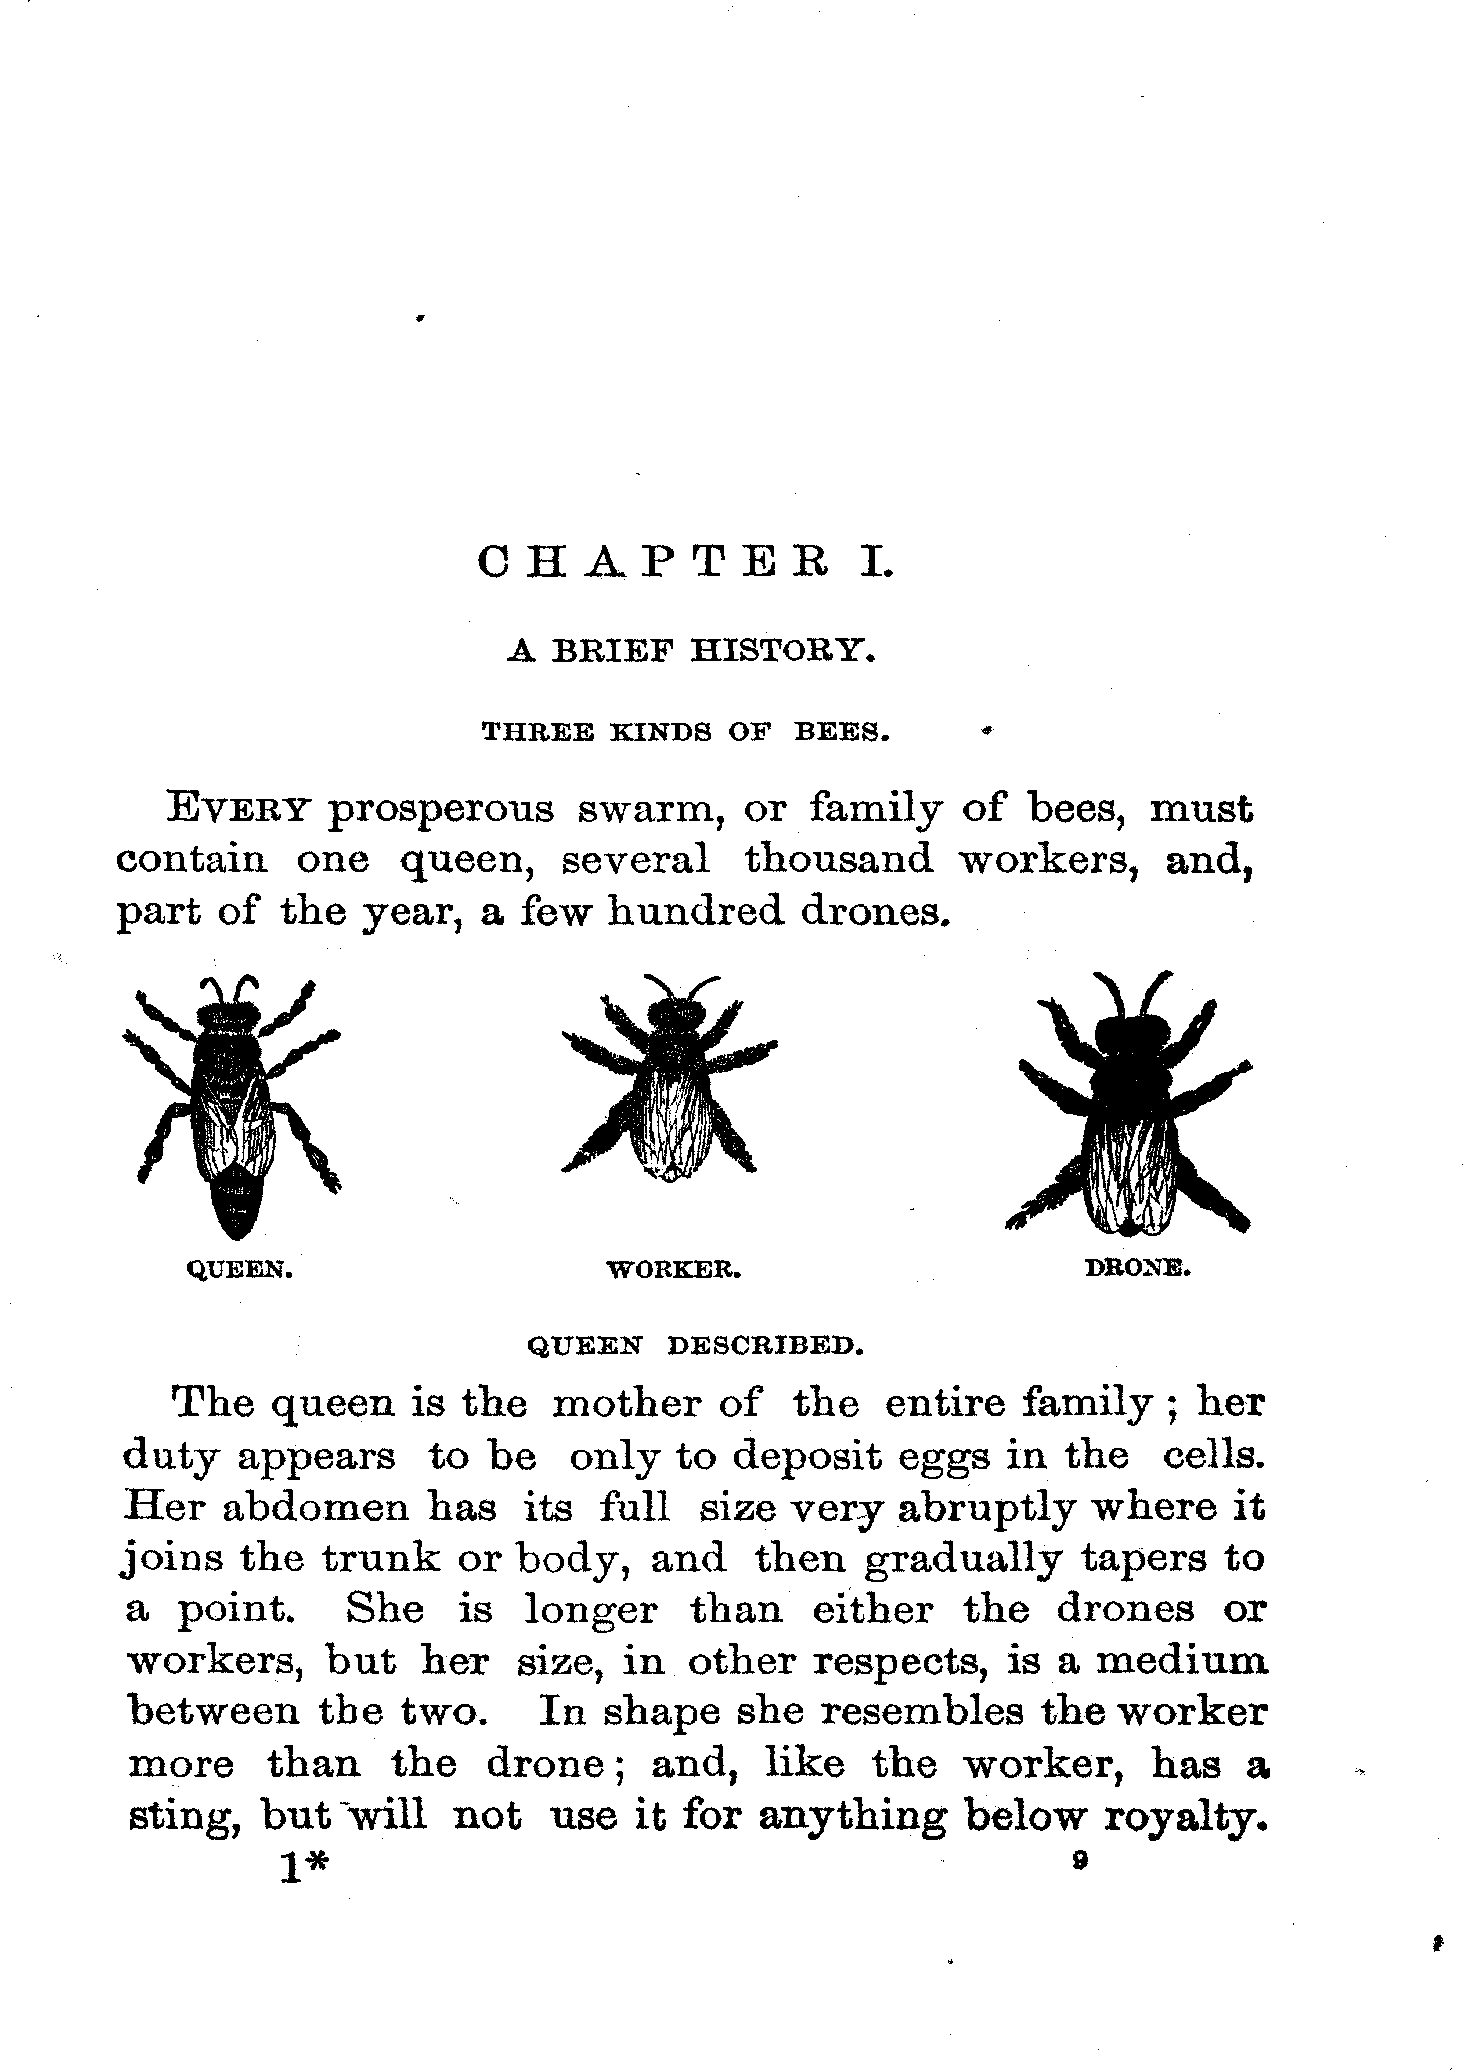 CHAPTER I.
A BRIEF HISTORY.
THREE KINDS OF BEES.
EVERY prosperous swarm, or family of bees, must
contain one queen, several thousand workers, and,
part of the year, a few hundred drones.
QUEEN. WORKER. DRONE.
QUEEN DESCRIBED.
The queen is the mother of the entire family ; her
duty appears to be only to deposit eggs in the cells.
Her abdomen has its full size very abruptly where it
joins the trunk or body, and then gradually tapers to
a point. She is longer than either the drones or
workers, but her size, in other respects, is a medium
between the two. In shape she resembles the worker
more than the drone ; and, like the worker, has a
sting, but will not use it for anything below royalty.
1* 9